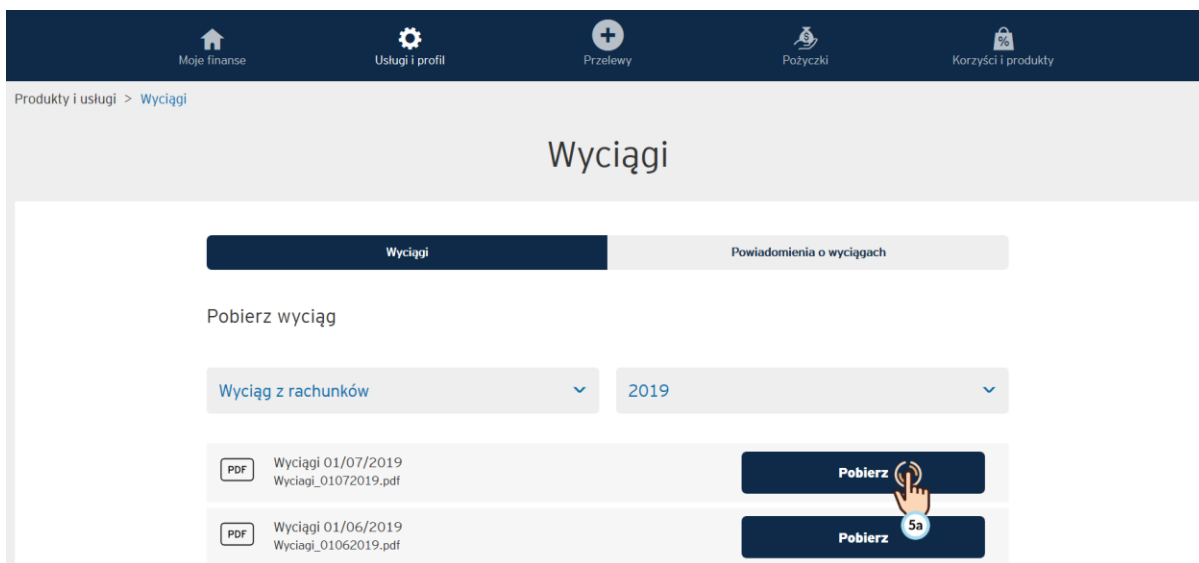 Moje finanse
Usługi i profil
Przelewy
Pożyczki
Korzyści i produkty
Produkty i usługi > Wyciągi
Wyciągi
Wyciągi
Powiadomienia o wyciągach
Pobierz wyciąg
Wyciąg z rachunków
2019
PDF
Wyciągi 01/07/2019
Wyciagi_01072019.pdf
Pobierz
5a
PDF
Wyciągi 01/06/2019
Wyciagi_01062019.pdf
Pobierz